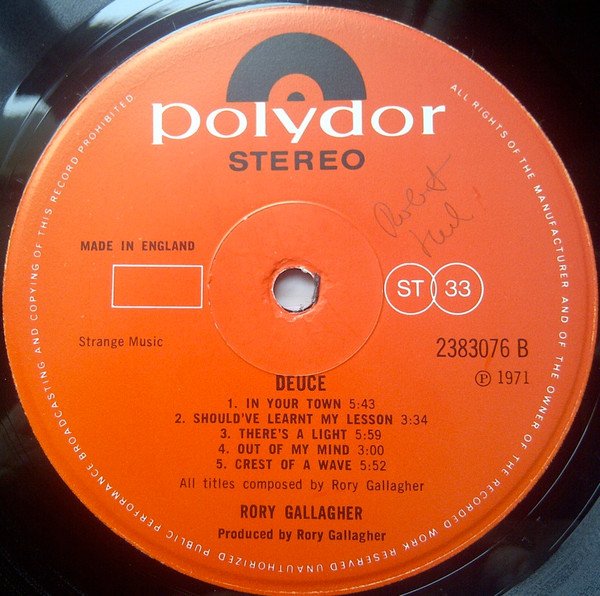 polydor
STEREO
Robert
MADE IN ENGLAND
ST 33
Strange Music
2383076 B
℗ 1971
DEUCE
1. IN YOUR TOWN 5:43
2. SHOULD'VE LEARNT MY LESSON 3:34
3. THERE'S A LIGHT 5:59
4. OUT OF MY MIND 3:00
5. CREST OF A WAVE 5:52
All titles composed by Rory Gallagher
RORY GALLAGHER
Produced by Rory Gallagher
ALL RIGHTS OF THE MANUFACTURER AND OF THE OWNER OF THE RECORDED WORK RESERVED UNAUTHORIZED PUBLIC PERFORMANCE BROADCASTING AND COPYING OF THIS RECORD PROHIBITED